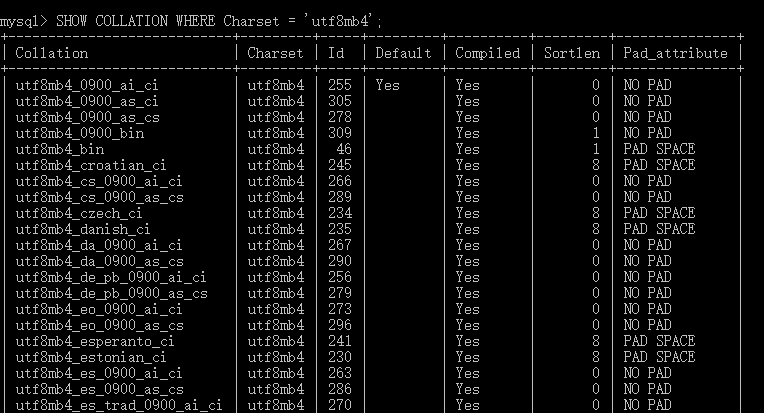 mysql> SHOW COLLATION WHERE Charset = 'utf8mb4';
| Collation | Charset | Id | Default | Compiled | Sortlen | Pad_attribute |
| utf8mb4_0900_ai_ci | utf8mb4 | 255 | Yes | Yes | 0 | NO PAD |
| utf8mb4_0900_as_ci | utf8mb4 | 305 | | Yes | 0 | NO PAD |
| utf8mb4_0900_as_cs | utf8mb4 | 278 | | Yes | 0 | NO PAD |
| utf8mb4_0900_bin | utf8mb4 | 309 | | Yes | 1 | NO PAD |
| utf8mb4_bin | utf8mb4 | 46 | | Yes | 1 | PAD SPACE |
| utf8mb4_croatian_ci | utf8mb4 | 245 | | Yes | 8 | PAD SPACE |
| utf8mb4_cs_0900_ai_ci | utf8mb4 | 266 | | Yes | 0 | NO PAD |
| utf8mb4_cs_0900_as_cs | utf8mb4 | 289 | | Yes | 0 | NO PAD |
| utf8mb4_czech_ci | utf8mb4 | 234 | | Yes | 8 | PAD SPACE |
| utf8mb4_danish_ci | utf8mb4 | 235 | | Yes | 8 | PAD SPACE |
| utf8mb4_da_0900_ai_ci | utf8mb4 | 267 | | Yes | 0 | NO PAD |
| utf8mb4_da_0900_as_cs | utf8mb4 | 290 | | Yes | 0 | NO PAD |
| utf8mb4_de_pb_0900_ai_ci | utf8mb4 | 256 | | Yes | 0 | NO PAD |
| utf8mb4_de_pb_0900_as_cs | utf8mb4 | 279 | | Yes | 0 | NO PAD |
| utf8mb4_eo_0900_ai_ci | utf8mb4 | 273 | | Yes | 0 | NO PAD |
| utf8mb4_eo_0900_as_cs | utf8mb4 | 296 | | Yes | 0 | NO PAD |
| utf8mb4_esperanto_ci | utf8mb4 | 241 | | Yes | 8 | PAD SPACE |
| utf8mb4_estonian_ci | utf8mb4 | 230 | | Yes | 8 | PAD SPACE |
| utf8mb4_es_0900_ai_ci | utf8mb4 | 263 | | Yes | 0 | NO PAD |
| utf8mb4_es_0900_as_cs | utf8mb4 | 286 | | Yes | 0 | NO PAD |
| utf8mb4_es_trad_0900_ai_ci | utf8mb4 | 270 | | Yes | 0 | NO PAD |